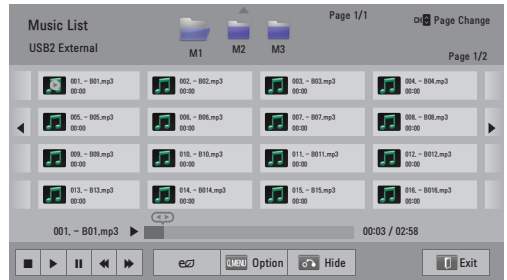 Music List
Page 1/1
CH Page Change
USB2 External
M1
M2
M3
Page 1/2
001. - B01.mp3
00:00
002. - B02.mp3
00:00
003. - B03.mp3
00:00
004. - B04.mp3
00:00
005. - B05.mp3
00:00
006. - B06.mp3
00:00
007. - B07.mp3
00:00
008. - B08.mp3
00:00
009. - B09.mp3
00:00
010. - B10.mp3
00:00
011. - B011.mp3
00:00
012. - B012.mp3
00:00
013. - B13.mp3
00:00
014. - B014.mp3
00:00
015. - B15.mp3
00:00
016. - B016.mp3
00:00
001. - B01.mp3
00:03 / 02:58
e
Q.MENU Option
Hide
Exit